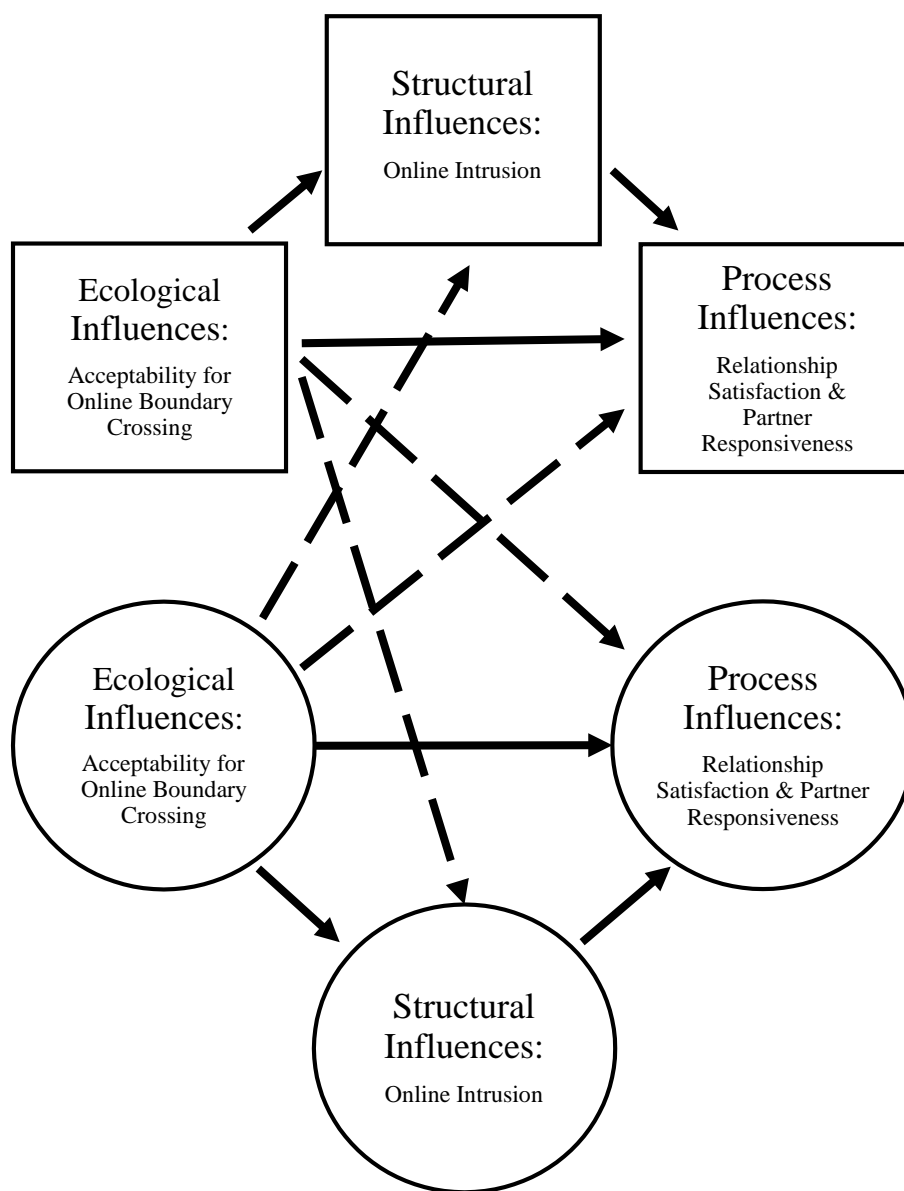 Structural
Influences:
Online Intrusion
Ecological
Influences:
Acceptability for
Online Boundary
Crossing
Process
Influences:
Relationship
Satisfaction &
Partner
Responsiveness
Ecological
Influences:
Acceptability for
Online Boundary
Crossing
Process
Influences:
Relationship
Satisfaction & Partner
Responsiveness
Structural
Influences:
Online Intrusion